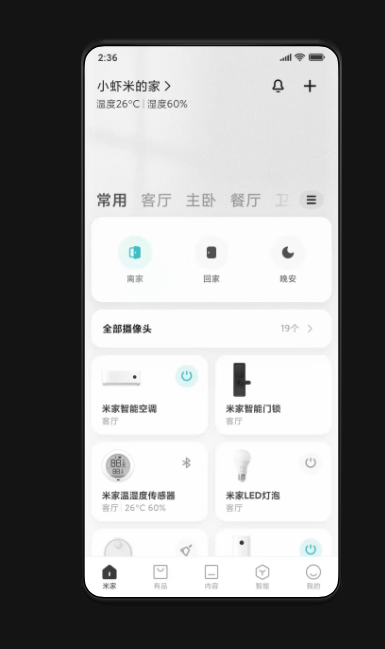 2:36
小虾米的家
温度26°C | 湿度60%
常用 客厅 主卧 餐厅 卫
离家 回家 晚安
全部摄像头 19个
米家智能空调
客厅
米家智能门锁
客厅
米家温湿度传感器
客厅 | 26°C 60%
米家LED灯泡
客厅
米家 有品 内容 智能 我的